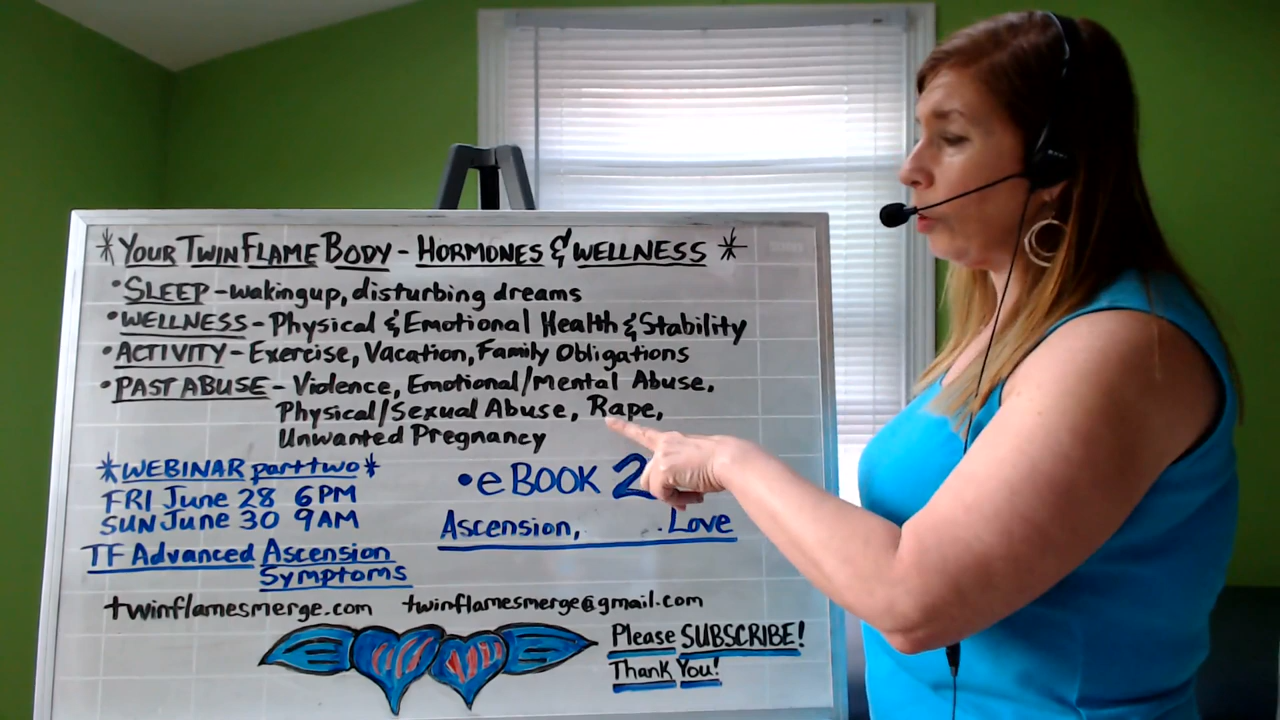 *YOUR TWIN FLAME BODY - HORMONES & WELLNESS*
• SLEEP - waking up, disturbing dreams
• WELLNESS - Physical & Emotional Health & Stability
• ACTIVITY - Exercise, Vacation, Family Obligations
• PAST ABUSE - Violence, Emotional/Mental Abuse,
Physical/Sexual Abuse, Rape,
Unwanted Pregnancy
*WEBINAR part two*
FRI June 28 6PM
SUN June 30 9AM
TF Advanced Ascension
Symptoms
• eBOOK 2
Ascension, Love
twinflamesmerge.com twinflamesmerge@gmail.com
Please SUBSCRIBE!
Thank You!